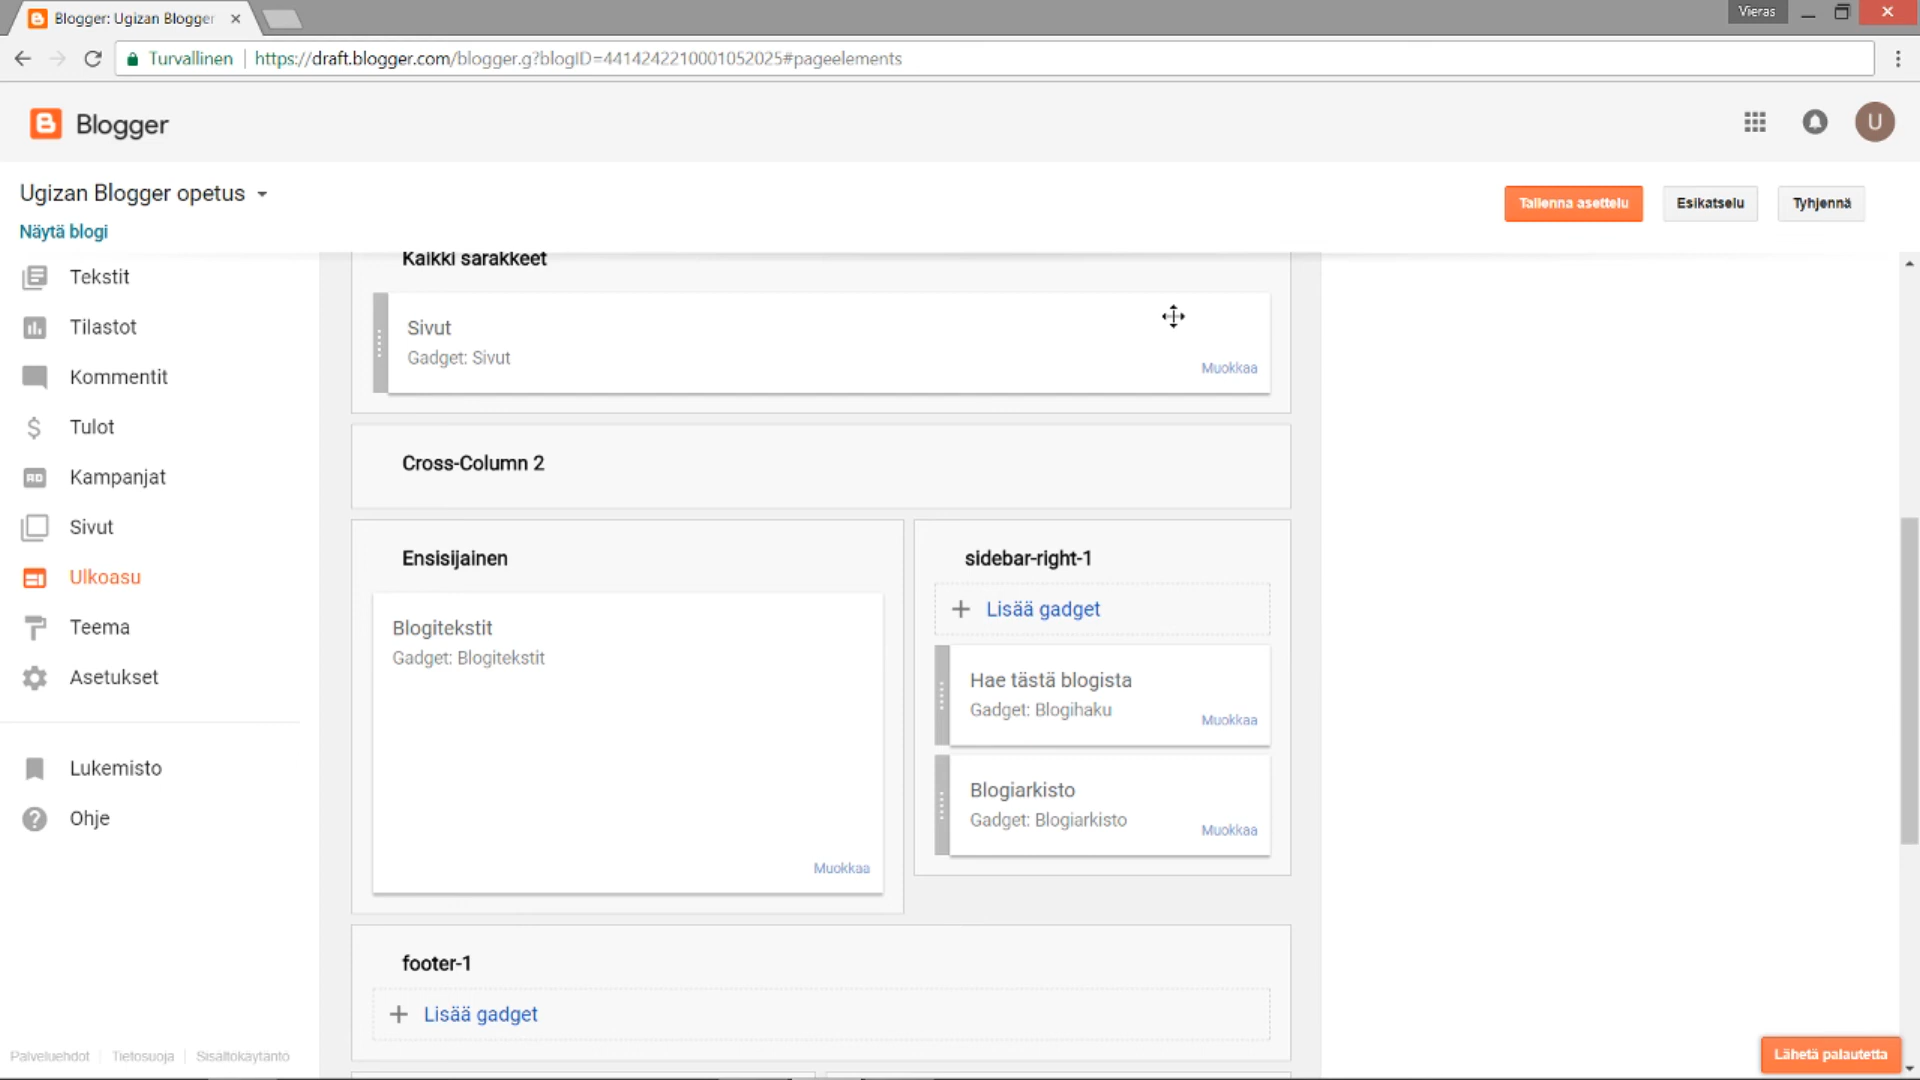 Blogger: Ugizan Blogger
Vieras
Turvallinen
https://draft.blogger.com/blogger.g?blogID=4414242210001052025#pageelements
Blogger
U
Ugizan Blogger opetus
Tallenna asettelu
Esikatselu
Tyhjennä
Näytä blogi
Tekstit
Tilastot
Kommentit
Tulot
Kampanjat
Sivut
Ulkoasu
Teema
Asetukset
Lukemisto
Ohje
Palveluehdot
Tietosuoja
Sisältökäytäntö
Kaikki sarakkeet
Sivut
Gadget: Sivut
Muokkaa
Cross-Column 2
Ensisijainen
Blogitekstit
Gadget: Blogitekstit
Muokkaa
sidebar-right-1
Lisää gadget
Hae tästä blogista
Gadget: Blogihaku
Muokkaa
Blogiarkisto
Gadget: Blogiarkisto
Muokkaa
footer-1
Lisää gadget
Lähetä palautetta